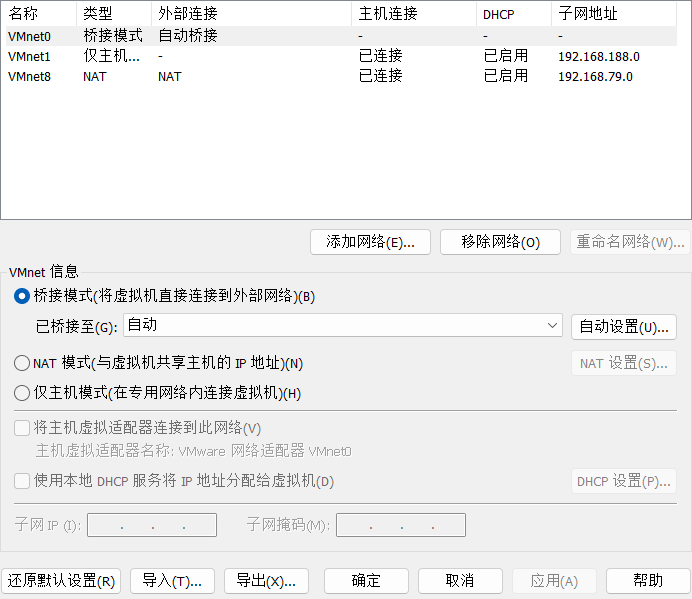 名称 类型 外部连接 主机连接 DHCP 子网地址
VMnet0 桥接模式 自动桥接 - - -
VMnet1 仅主机... - 已连接 已启用 192.168.188.0
VMnet8 NAT NAT 已连接 已启用 192.168.79.0
添加网络(E)... 移除网络(O) 重命名网络(W)...
VMnet 信息
桥接模式(将虚拟机直接连接到外部网络)(B)
已桥接至(G): 自动 自动设置(U)...
NAT 模式(与虚拟机共享主机的 IP 地址)(N) NAT 设置(S)...
仅主机模式(在专用网络内连接虚拟机)(H)
将主机虚拟适配器连接到此网络(V)
主机虚拟适配器名称: VMware 网络适配器 VMnet0
使用本地 DHCP 服务将 IP 地址分配给虚拟机(D) DHCP 设置(P)...
子网 IP (I): . . . 子网掩码(M): . . .
还原默认设置(R) 导入(T)... 导出(X)... 确定 取消 应用(A) 帮助